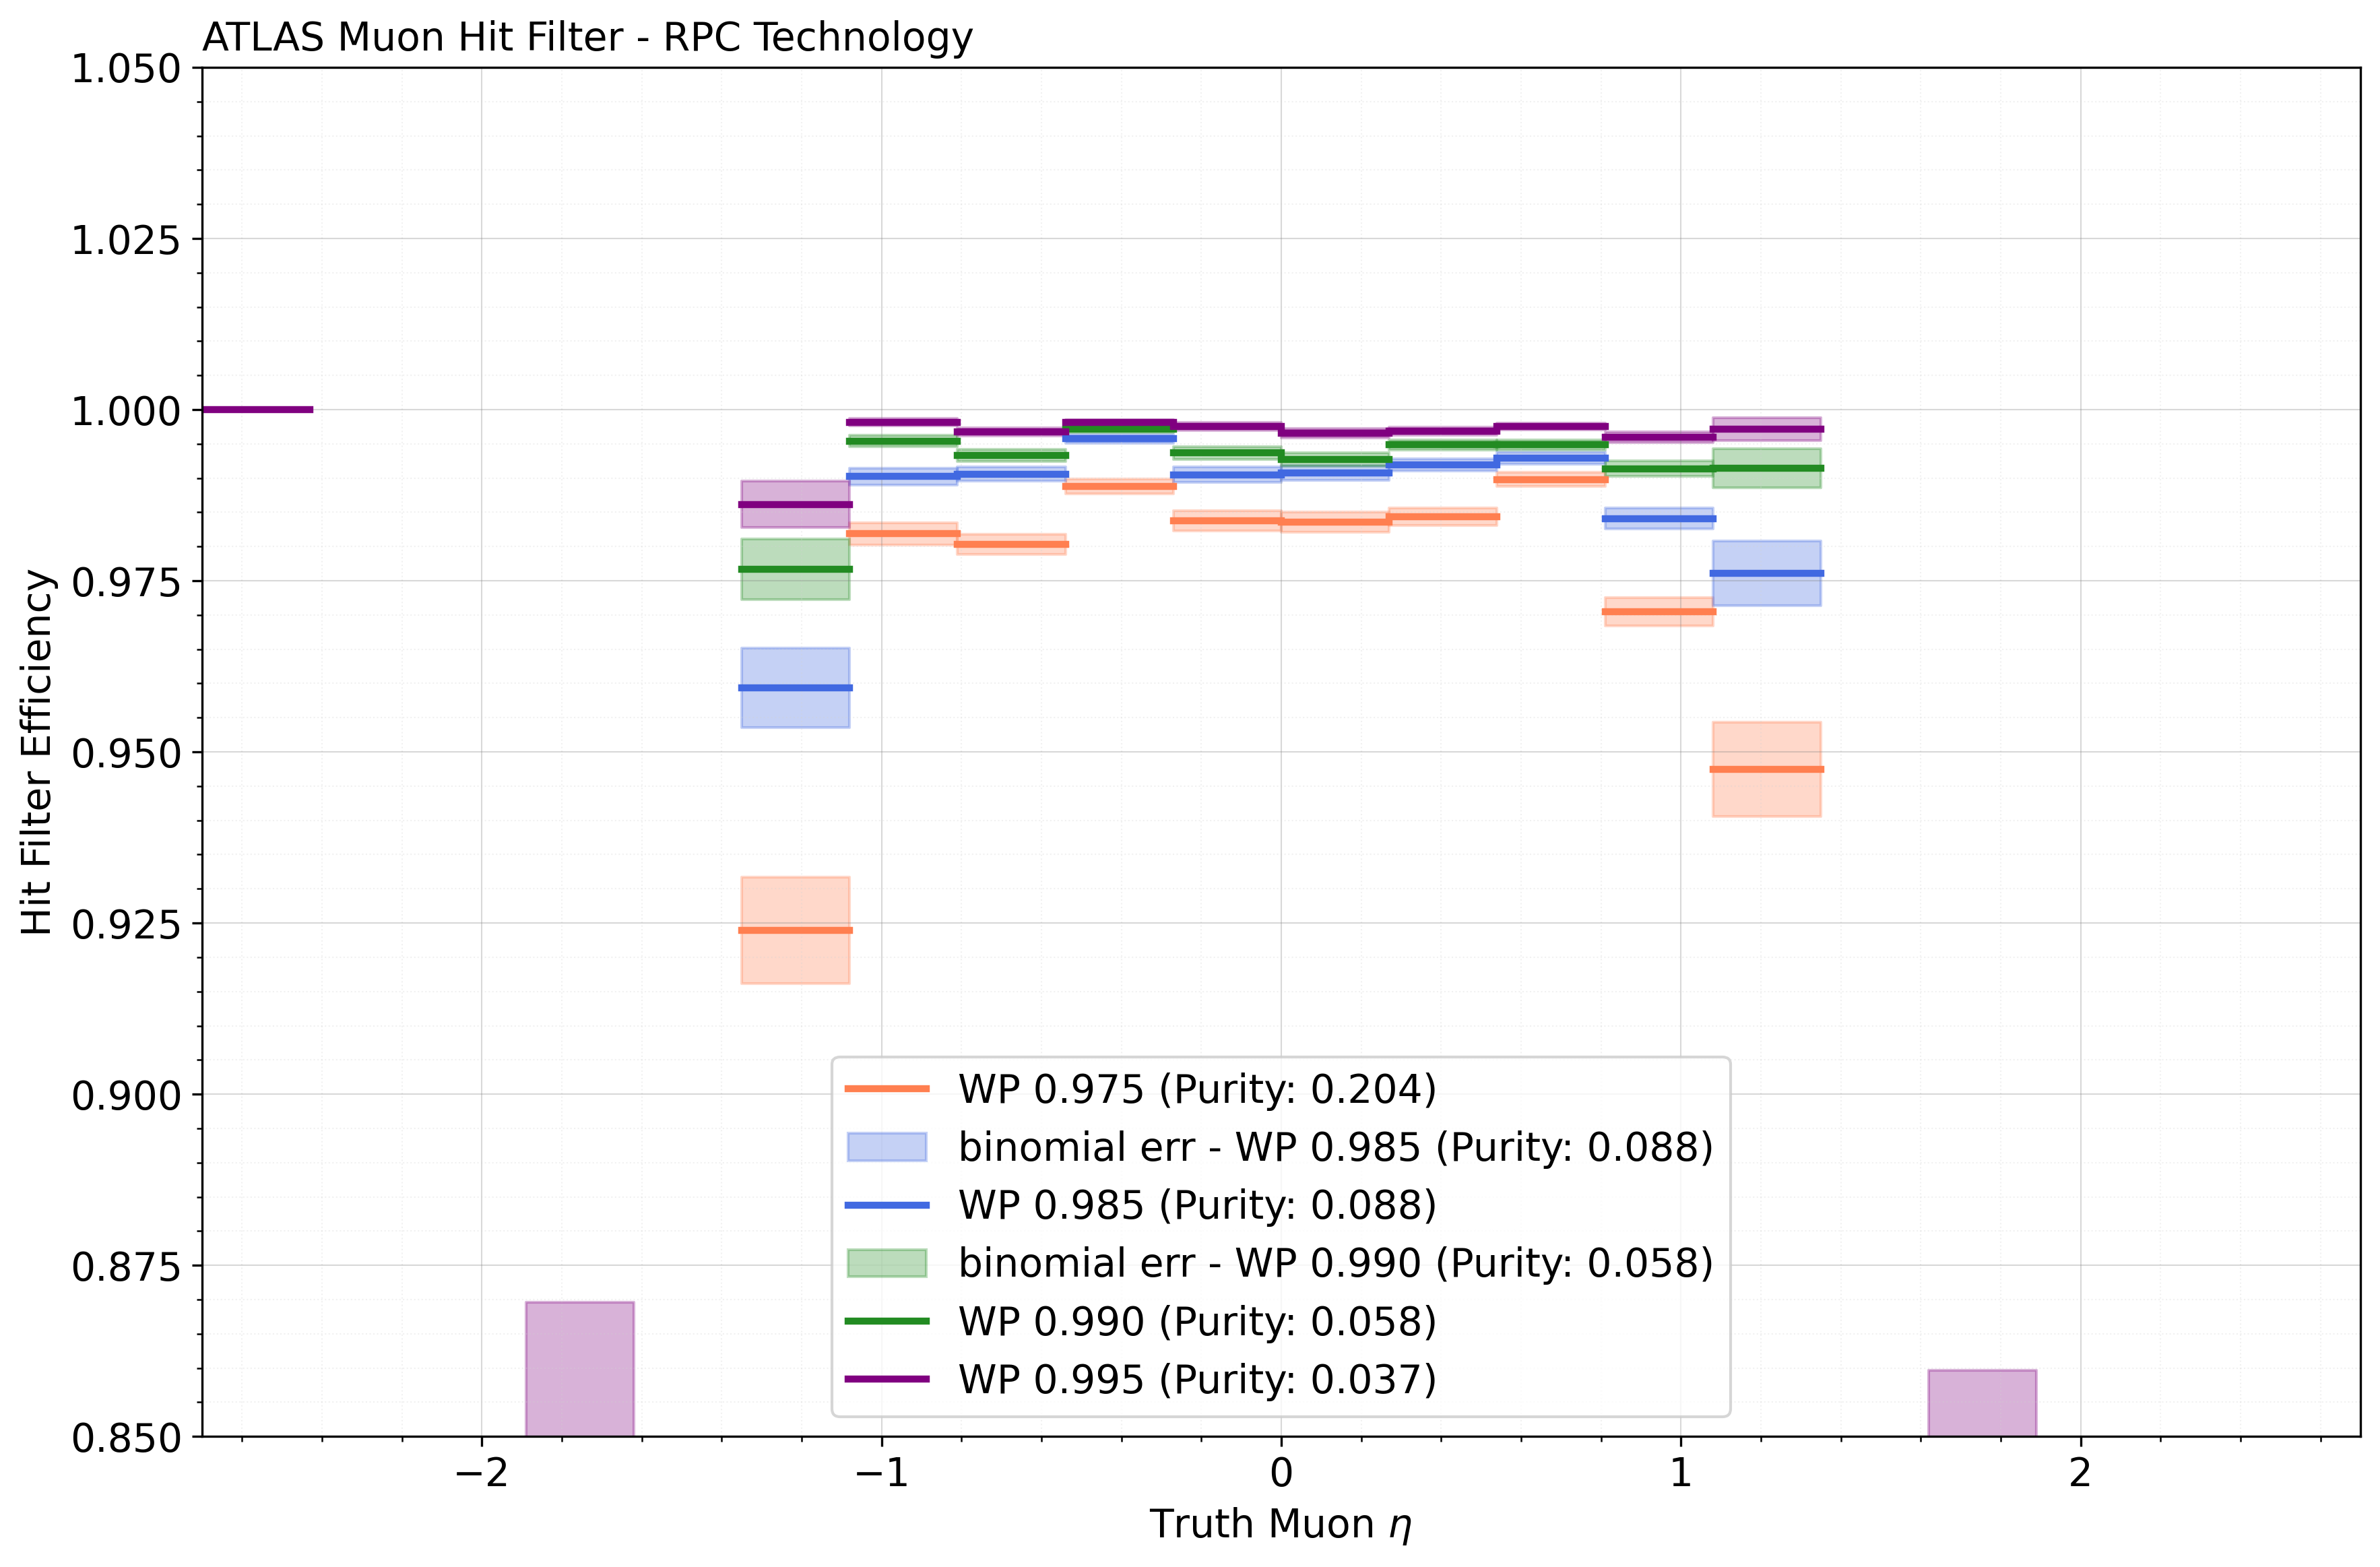 ATLAS Muon Hit Filter - RPC Technology
1.050
1.025
1.000
0.975
0.950
0.925
0.900
0.875
0.850
Hit Filter Efficiency
WP 0.975 (Purity: 0.204)
binomial err - WP 0.985 (Purity: 0.088)
WP 0.985 (Purity: 0.088)
binomial err - WP 0.990 (Purity: 0.058)
WP 0.990 (Purity: 0.058)
WP 0.995 (Purity: 0.037)
−2 −1 0 1 2
Truth Muon η